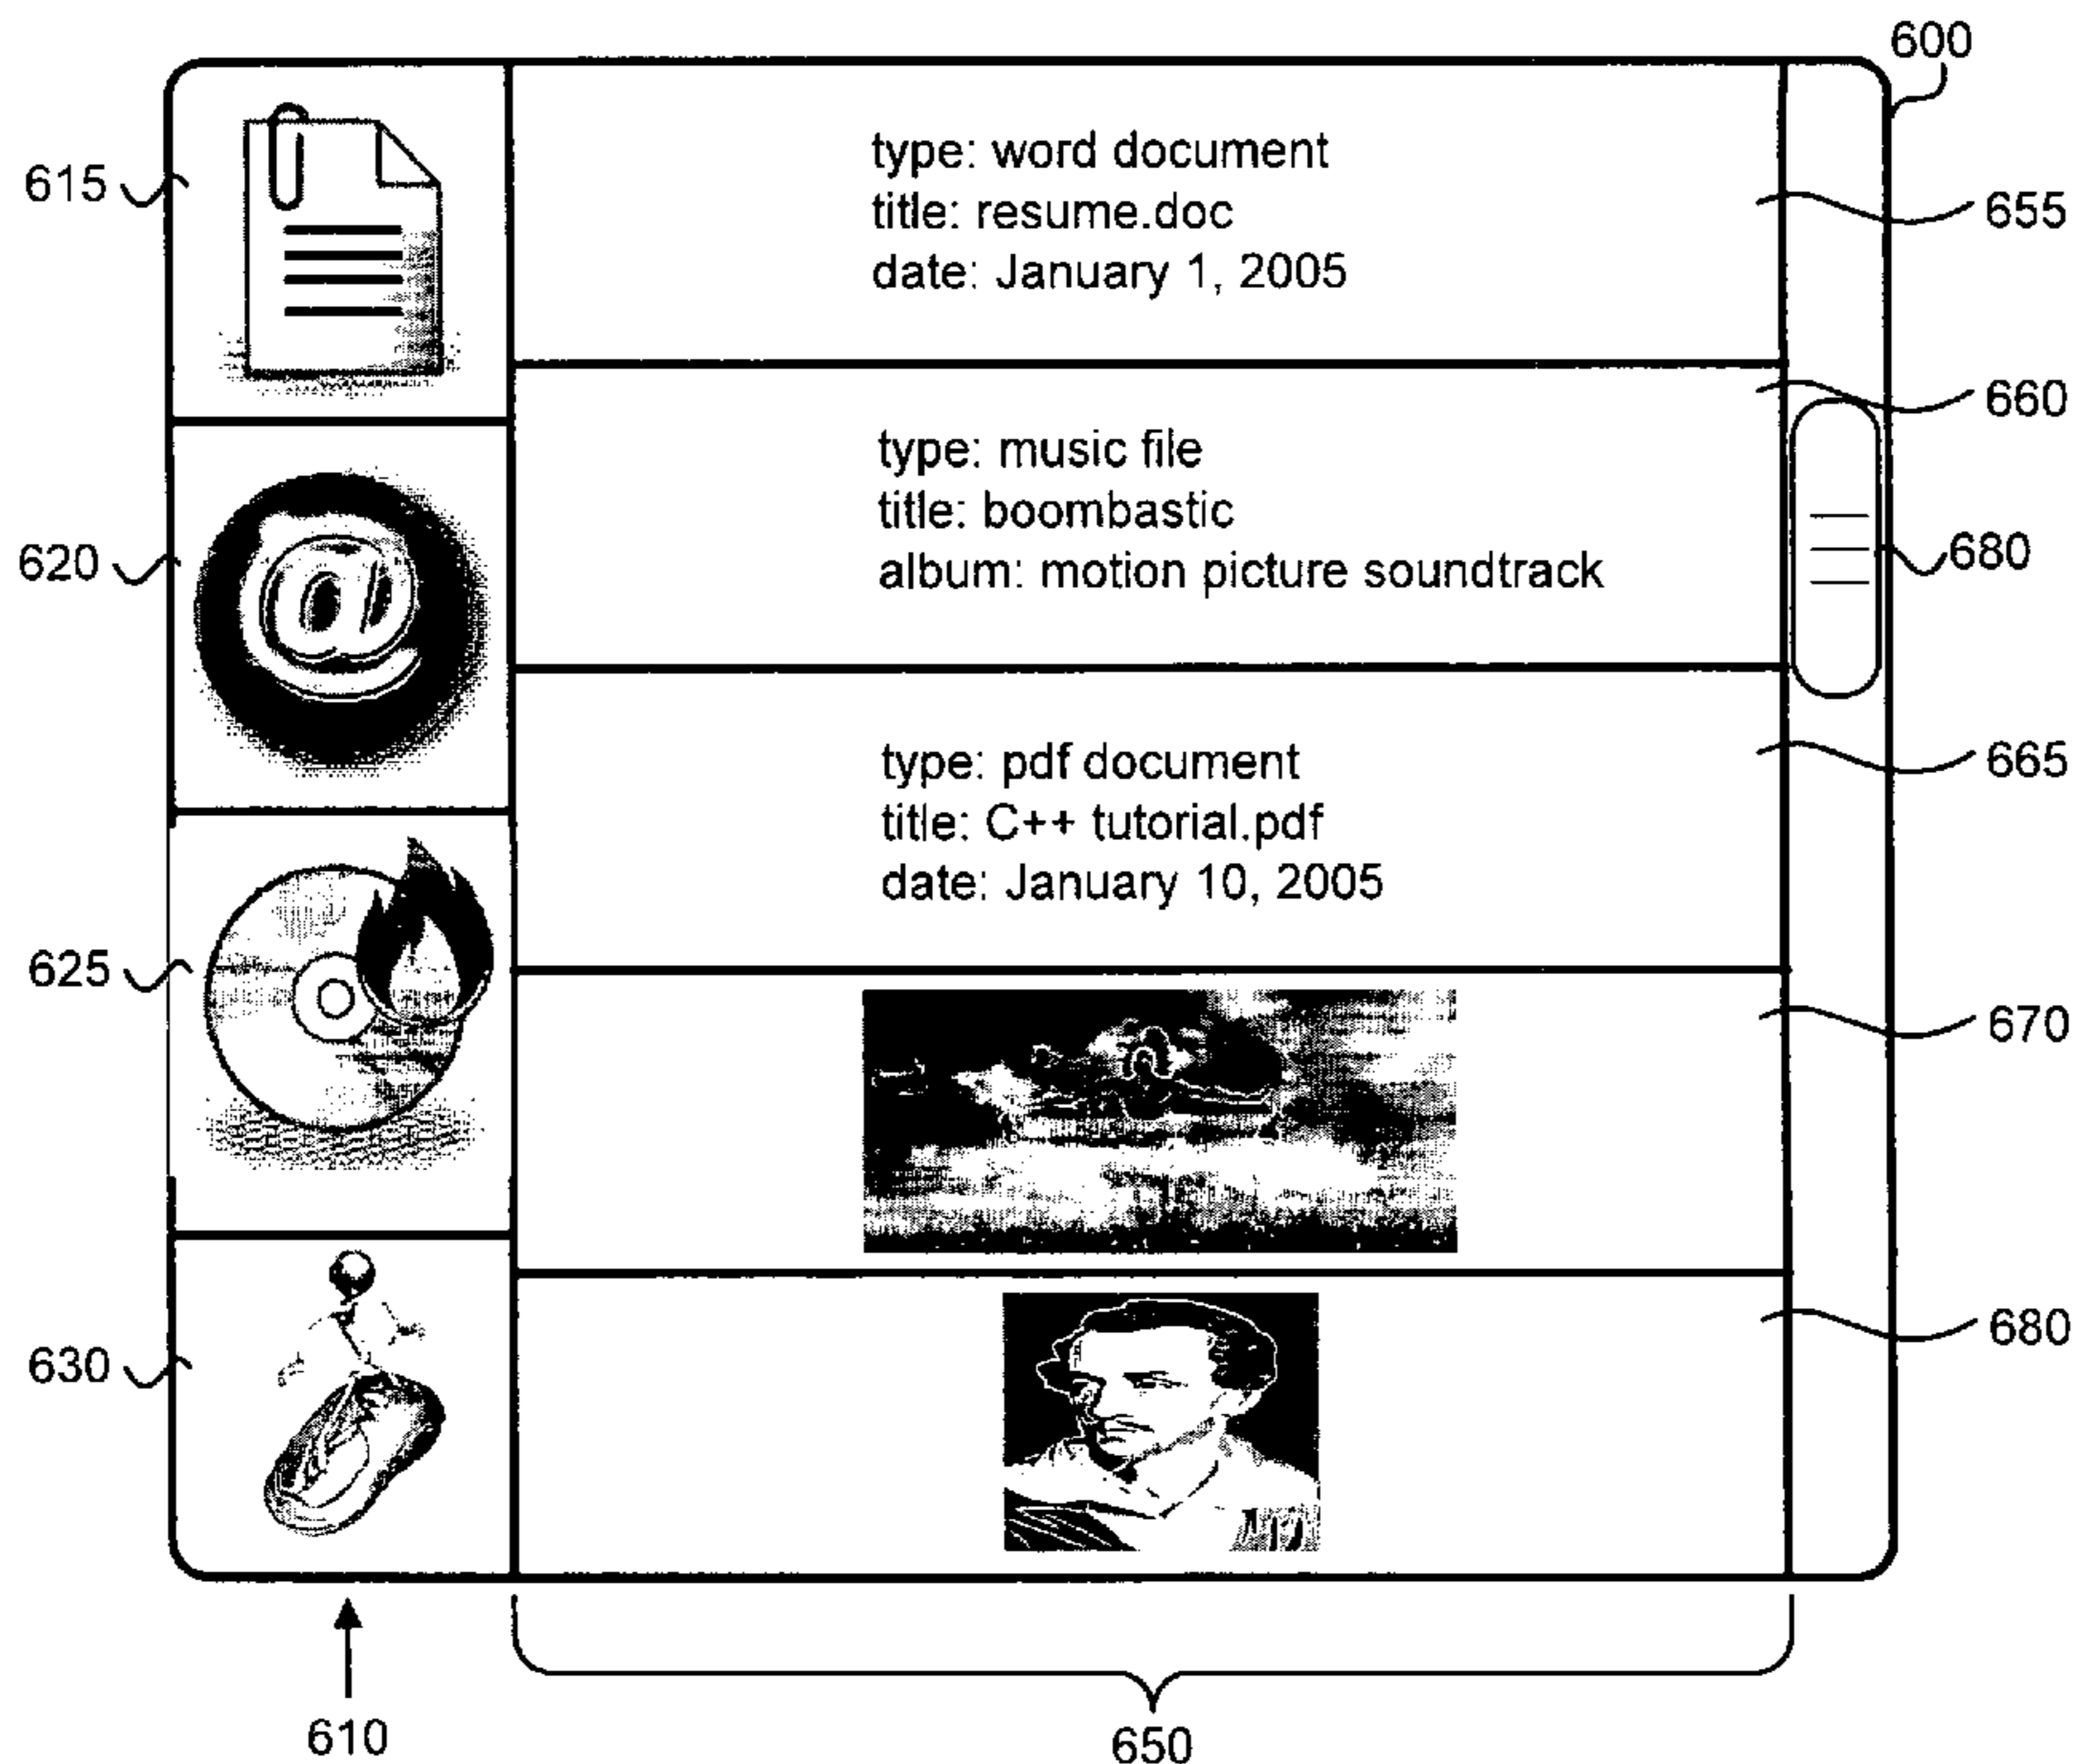 600
615
type: word document
title: resume.doc
date: January 1, 2005
655
660
620
@
type: music file
title: boombastic
album: motion picture soundtrack
680
665
type: pdf document
title: C++ tutorial.pdf
date: January 10, 2005
625
670
630
680
610
650